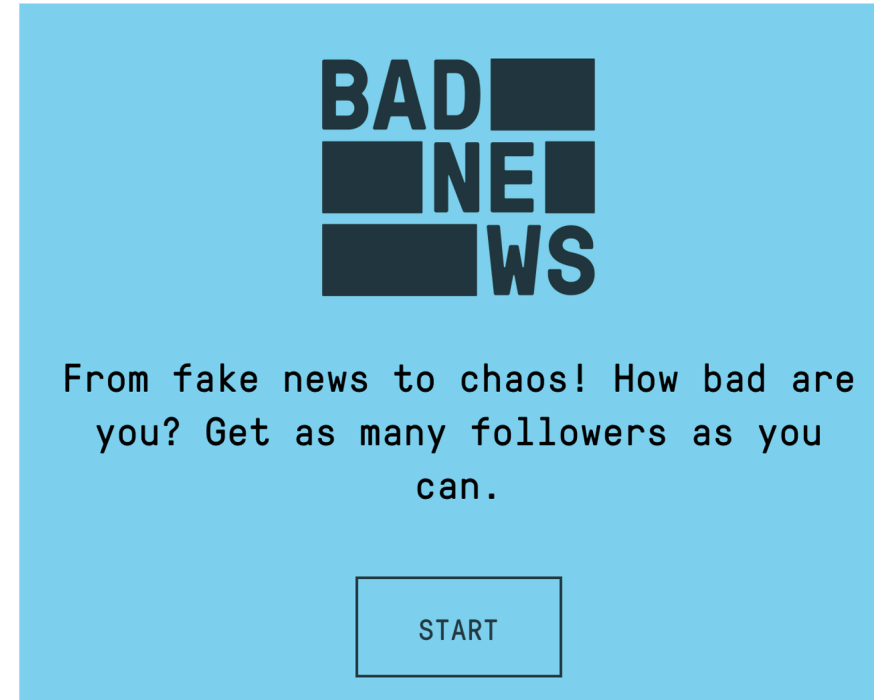 BAD
NE
WS
From fake news to chaos! How bad are
you? Get as many followers as you
can.
START